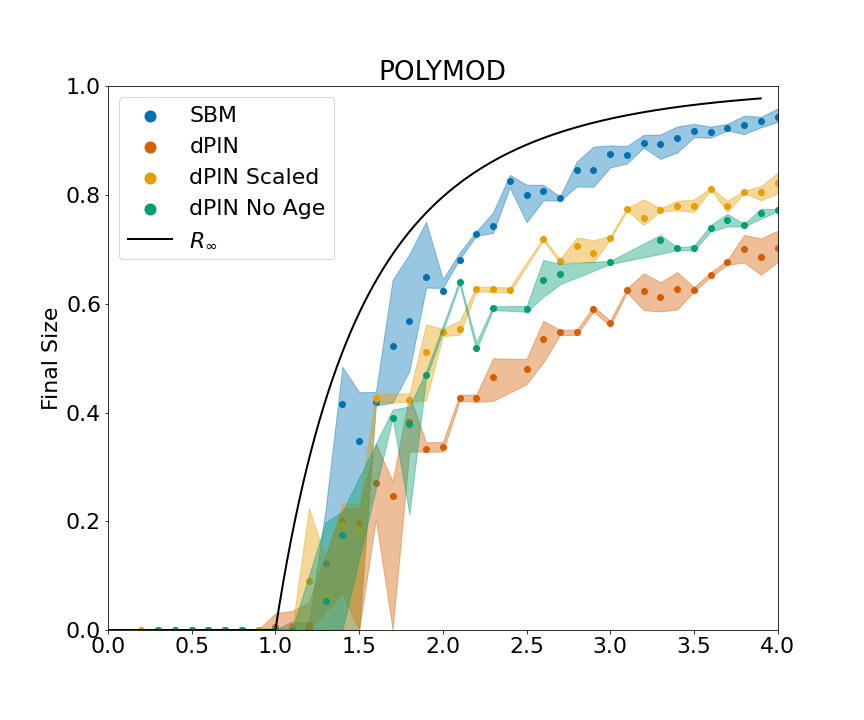 POLYMOD
1.0
0.8
0.6
0.4
0.2
0.0
Final Size
SBM
dPIN
dPIN Scaled
dPIN No Age
R∞
0.0 0.5 1.0 1.5 2.0 2.5 3.0 3.5 4.0